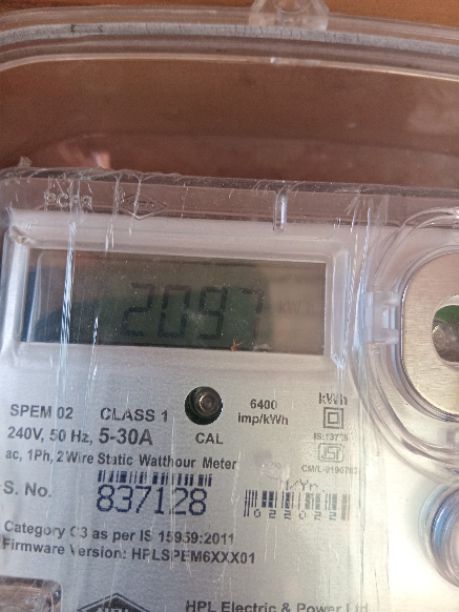 2097 kW
SPEM 02 CLASS 1 6400 imp/kWh kWh
240V, 50 Hz, 5-30A CAL
ac, 1Ph, 2 Wire Static Watthour Meter
S. No. 837128
022022
Category C3 as per IS 15959:2011
Firmware Version: HPLSPEM6XXX01
HPL Electric & Power Ltd